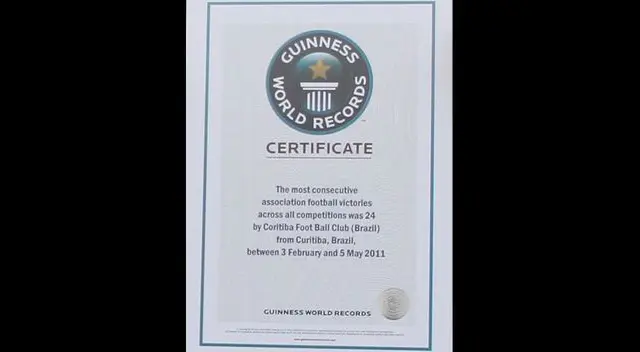 GUINNESS
WORLD RECORDS
CERTIFICATE
The most consecutive
association football victories
across all competitions was 24
by Coritiba Foot Ball Club (Brazil)
from Curitiba, Brazil,
between 3 February and 5 May 2011
GUINNESS WORLD RECORDS